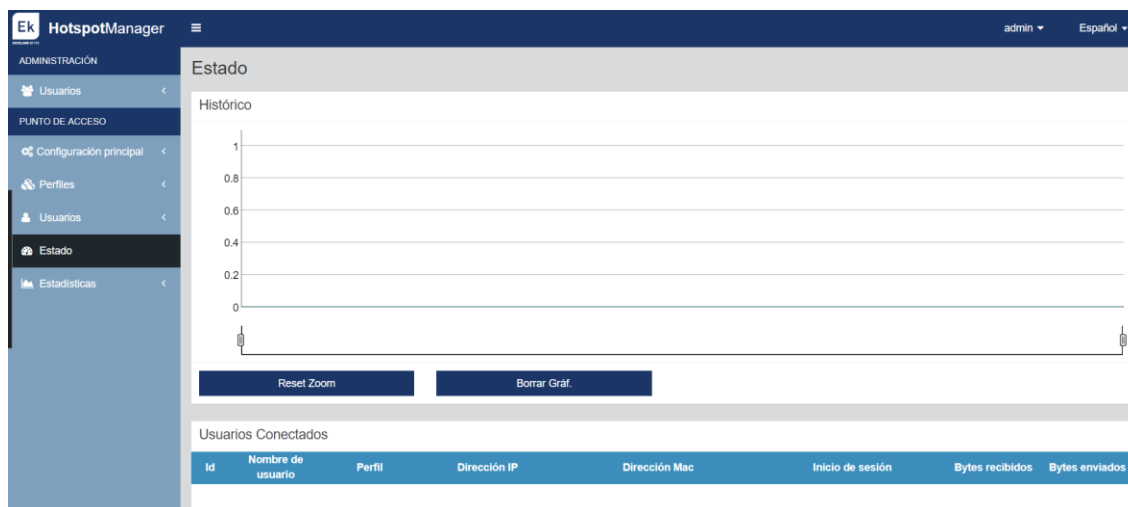 Ek HotspotManager
admin
Español
ADMINISTRACIÓN
Usuarios
PUNTO DE ACCESO
Configuración principal
Perfiles
Usuarios
Estado
Estadísticas
Estado
Histórico
1
0.8
0.6
0.4
0.2
0
Reset Zoom
Borrar Gráf.
Usuarios Conectados
Id
Nombre de
usuario
Perfil
Dirección IP
Dirección Mac
Inicio de sesión
Bytes recibidos
Bytes enviados